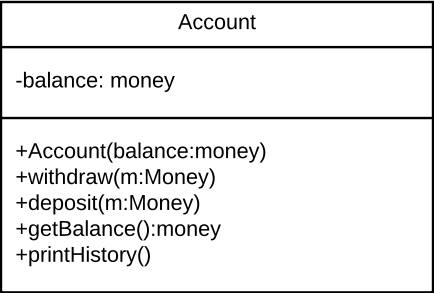 Account
-balance: money
+Account(balance:money)
+withdraw(m:Money)
+deposit(m:Money)
+getBalance():money
+printHistory()